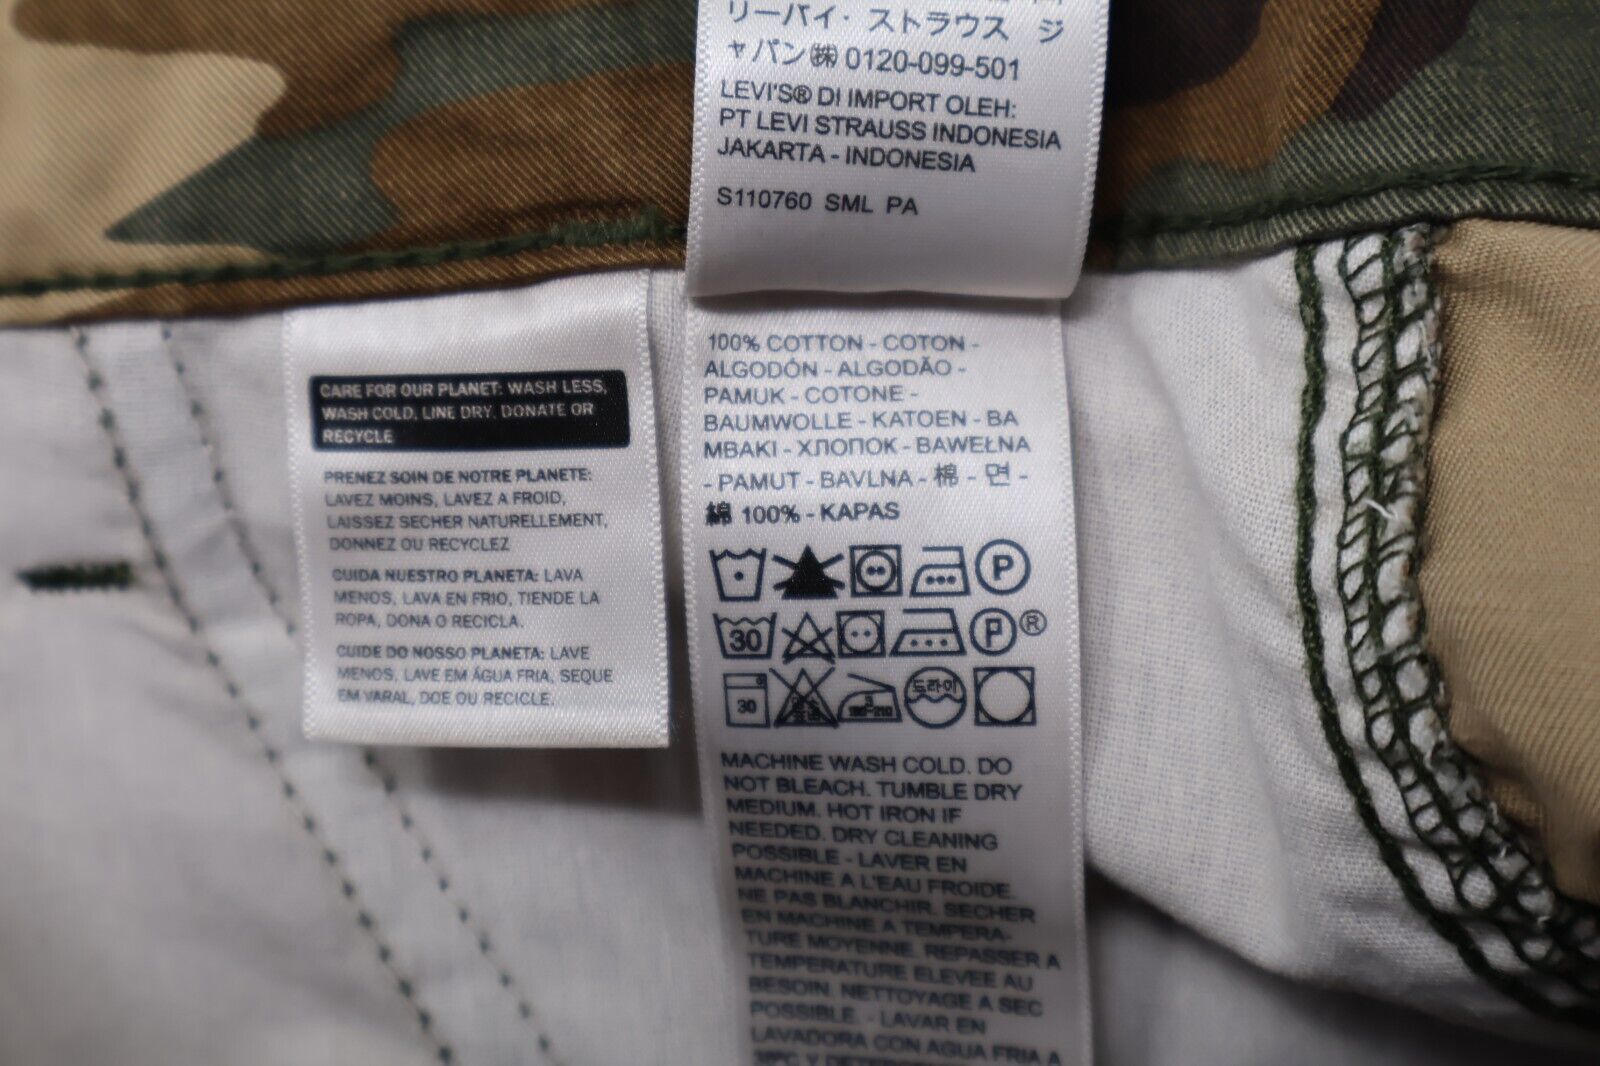 リーバイ・ストラウス ジ
ャパン㈱ 0120-099-501
LEVI'S® DI IMPORT OLEH:
PT LEVI STRAUSS INDONESIA
JAKARTA - INDONESIA
S110760 SML PA
CARE FOR OUR PLANET: WASH LESS,
WASH COLD, LINE DRY, DONATE OR
RECYCLE
PRENEZ SOIN DE NOTRE PLANETE:
LAVEZ MOINS, LAVEZ A FROID,
LAISSEZ SECHER NATURELLEMENT,
DONNEZ OU RECYCLEZ
CUIDA NUESTRO PLANETA: LAVA
MENOS, LAVA EN FRIO, TIENDE LA
ROPA, DONA O RECICLA.
CUIDE DO NOSSO PLANETA: LAVE
MENOS, LAVE EM ÁGUA FRIA, SEQUE
EM VARAL, DOE OU RECICLE.
100% COTTON - COTON -
ALGODÓN - ALGODÃO -
PAMUK - COTONE -
BAUMWOLLE - KATOEN - BA
MBAKI - ХЛОПОК - BAWEŁNA
- PAMUT - BAVLNA - 棉 - 면 -
綿 100% - KAPAS
P
30 P ®
30 드라이
MACHINE WASH COLD. DO
NOT BLEACH. TUMBLE DRY
MEDIUM. HOT IRON IF
NEEDED. DRY CLEANING
POSSIBLE - LAVER EN
MACHINE A L'EAU FROIDE.
NE PAS BLANCHIR. SECHER
EN MACHINE A TEMPERA-
TURE MOYENNE. REPASSER A
TEMPERATURE ELEVEE AU
BESOIN. NETTOYAGE A SEC
POSSIBLE. - LAVAR EN
LAVADORA CON AGUA FRIA A